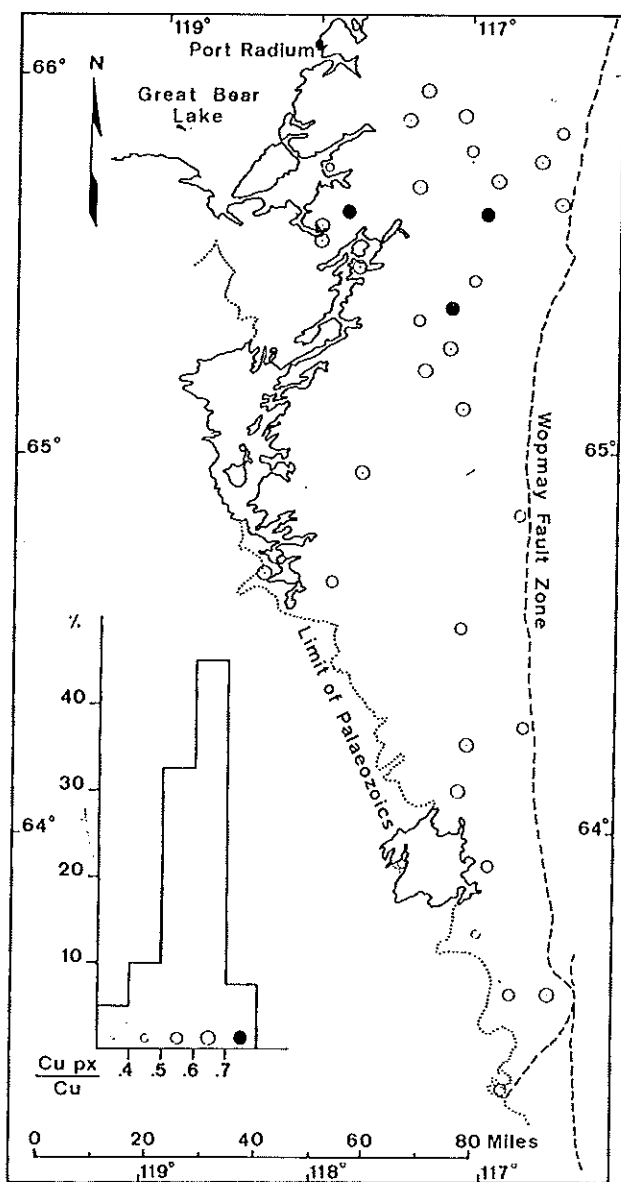 119° 117°
66°
Port Radium
N
Great Bear
Lake
65° 65°
Wopmay Fault Zone
Limit of Palaeozoics
%
40
30
64° 64°
20
10
Cu px
Cu
.4 .5 .6 .7
0 20 40 60 80 Miles
119° 118° 117°